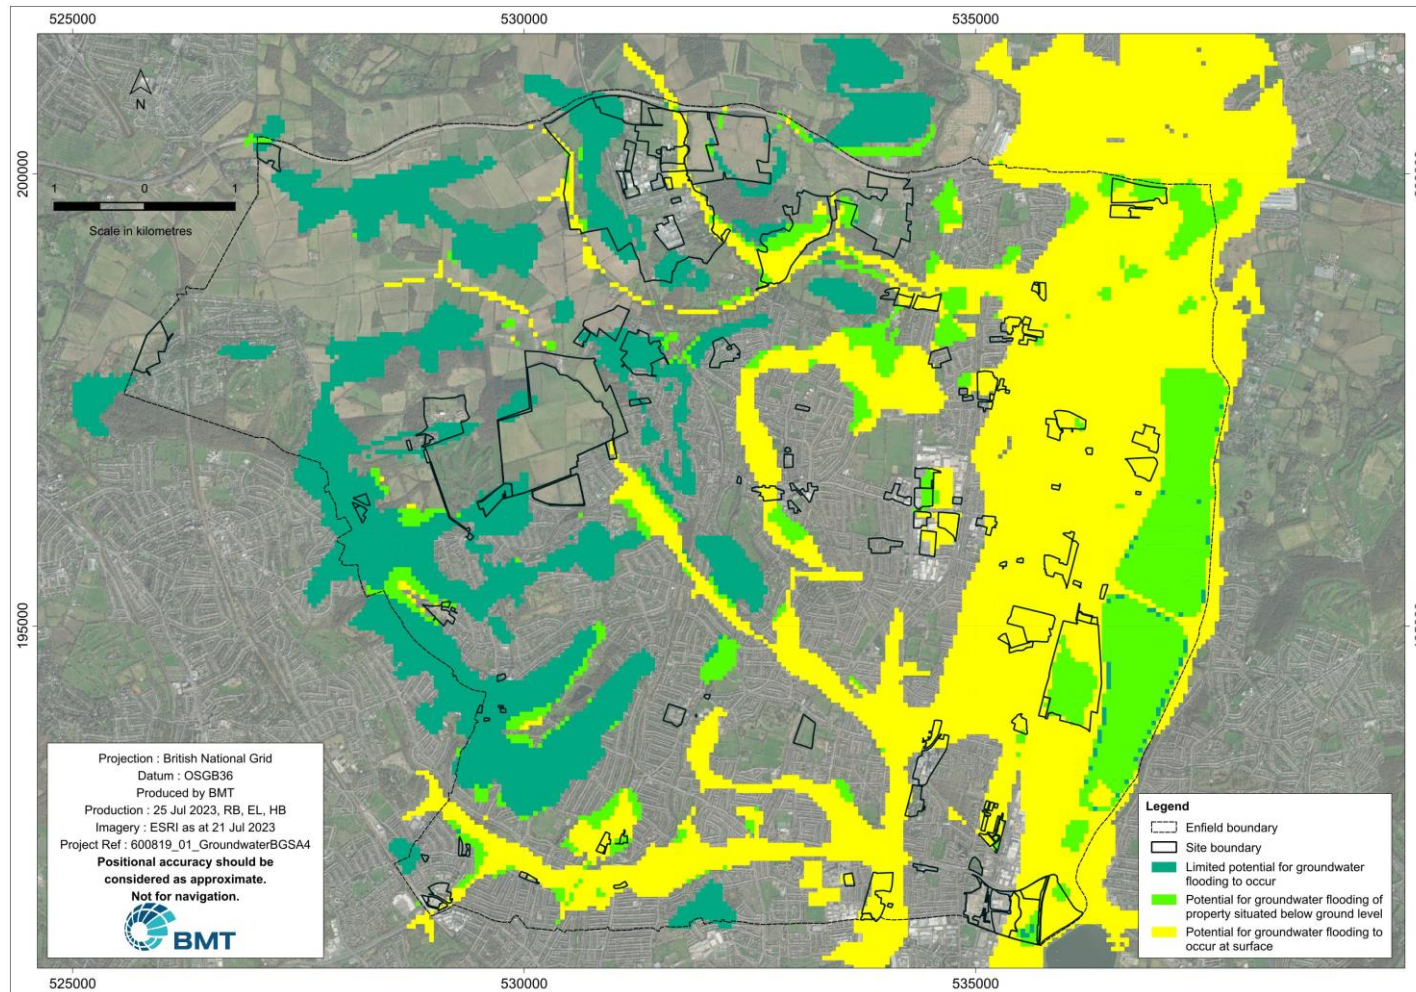 525000
530000
535000
N
200000
1 0 1
Scale in kilometres
195000
Projection : British National Grid
Datum : OSGB36
Produced by BMT
Production : 25 Jul 2023, RB, EL, HB
Imagery : ESRI as at 21 Jul 2023
Project Ref : 600819_01_GroundwaterBGSA4
Positional accuracy should be
considered as approximate.
Not for navigation.
BMT
Legend
Enfield boundary
Site boundary
Limited potential for groundwater
flooding to occur
Potential for groundwater flooding of
property situated below ground level
Potential for groundwater flooding to
occur at surface
525000
530000
535000